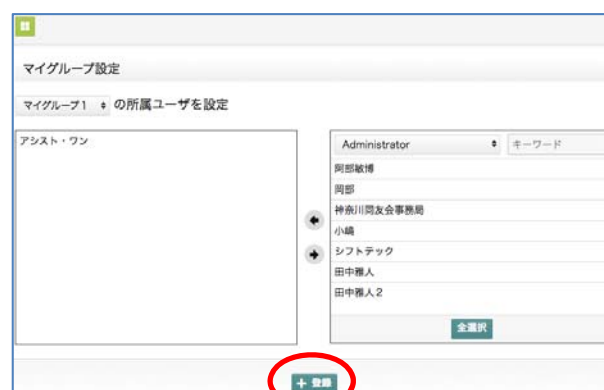 マイグループ設定
マイグループ1 の所属ユーザを設定
アシスト・ワン
Administrator キーワード
阿部敏博
岡部
神奈川同友会事務局
小嶋
シフトテック
田中雅人
田中雅人2
全選択
+ 登録